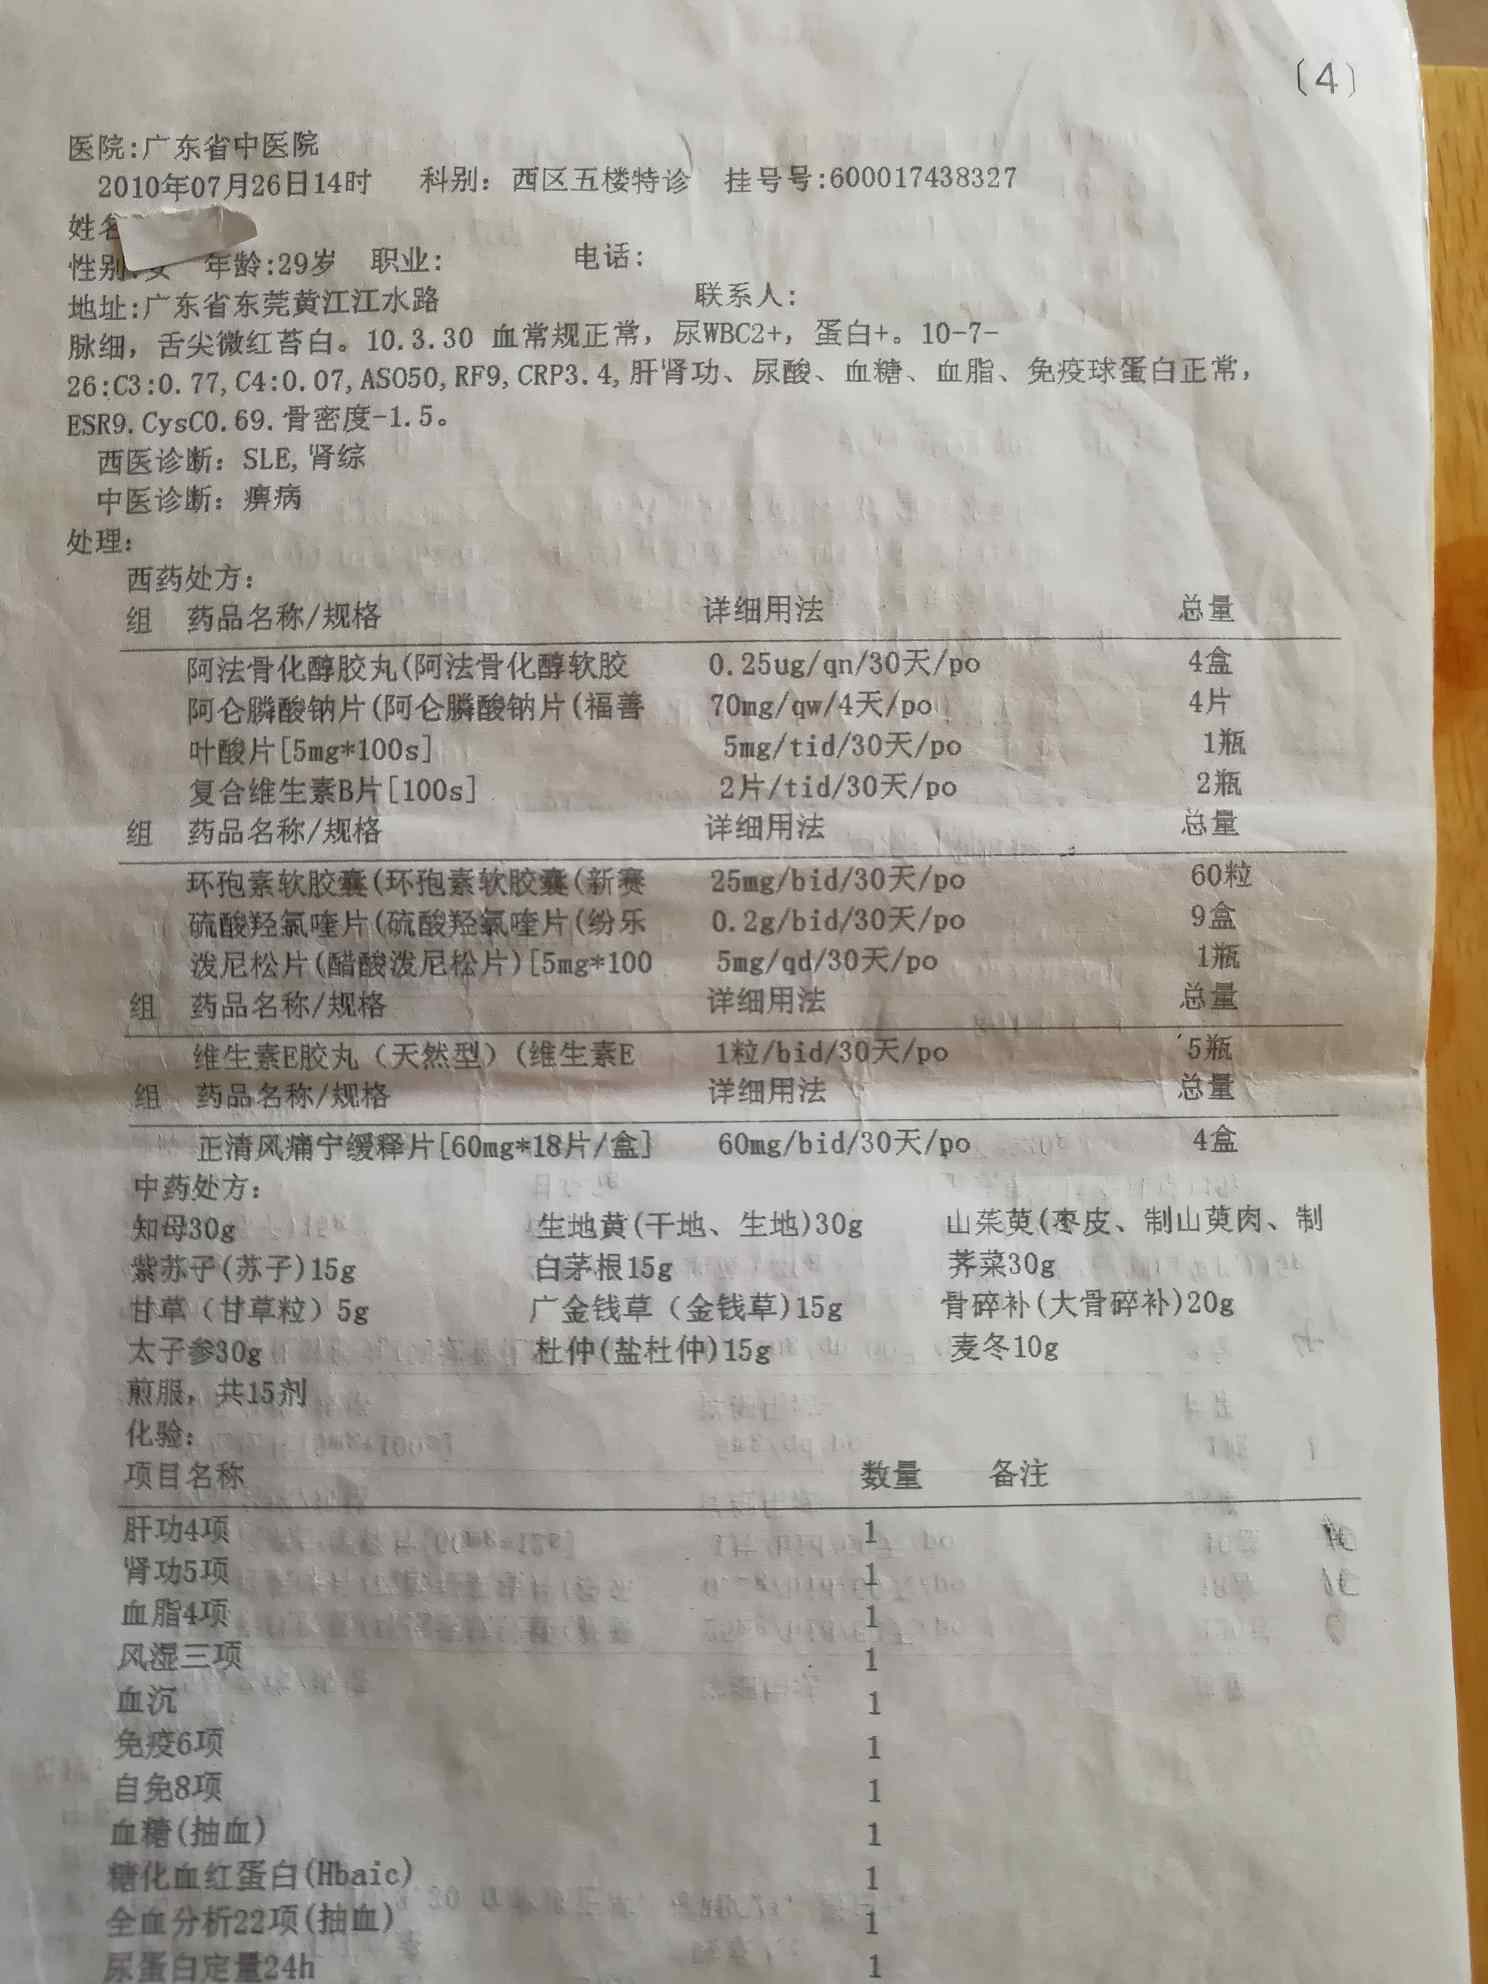 (4)
医院:广东省中医院
2010年07月26日14时 科别: 西区五楼特诊 挂号号:600017438327
姓名
性别:女 年龄:29岁 职业: 电话:
地址:广东省东莞黄江江水路 联系人:
脉细，舌尖微红苔白。10.3.30 血常规正常，尿WBC2+，蛋白+。10-7-
26:C3:0.77,C4:0.07,ASO50,RF9,CRP3.4,肝肾功、尿酸、血糖、血脂、免疫球蛋白正常，
ESR9.CysC0.69.骨密度-1.5。
西医诊断: SLE,肾综
中医诊断: 痹病
处理:
西药处方:
组 药品名称/规格 详细用法 总量
阿法骨化醇胶丸(阿法骨化醇软胶 0.25ug/qn/30天/po 4盒
阿仑膦酸钠片(阿仑膦酸钠片(福善 70mg/qw/4天/po 4片
叶酸片[5mg*100s] 5mg/tid/30天/po 1瓶
复合维生素B片[100s] 2片/tid/30天/po 2瓶
组 药品名称/规格 详细用法 总量
环孢素软胶囊(环孢素软胶囊(新赛 25mg/bid/30天/po 60粒
硫酸羟氯喹片(硫酸羟氯喹片(纷乐 0.2g/bid/30天/po 9盒
泼尼松片(醋酸泼尼松片)[5mg*100 5mg/qd/30天/po 1瓶
组 药品名称/规格 详细用法 总量
维生素E胶丸（天然型）(维生素E 1粒/bid/30天/po 5瓶
组 药品名称/规格 详细用法 总量
正清风痛宁缓释片[60mg*18片/盒] 60mg/bid/30天/po 4盒
中药处方:
知母30g 生地黄(干地、生地)30g 山茱萸(枣皮、制山萸肉、制
紫苏子(苏子)15g 白茅根15g 荠菜30g
甘草（甘草粒）5g 广金钱草（金钱草)15g 骨碎补(大骨碎补)20g
太子参30g 杜仲(盐杜仲)15g 麦冬10g
煎服，共15剂
化验:
项目名称 数量 备注
肝功4项 1
肾功5项 1
血脂4项 1
风湿三项 1
血沉 1
免疫6项 1
自免8项 1
血糖(抽血) 1
糖化血红蛋白(Hbaic) 1
全血分析22项(抽血) 1
尿蛋白定量24h 1